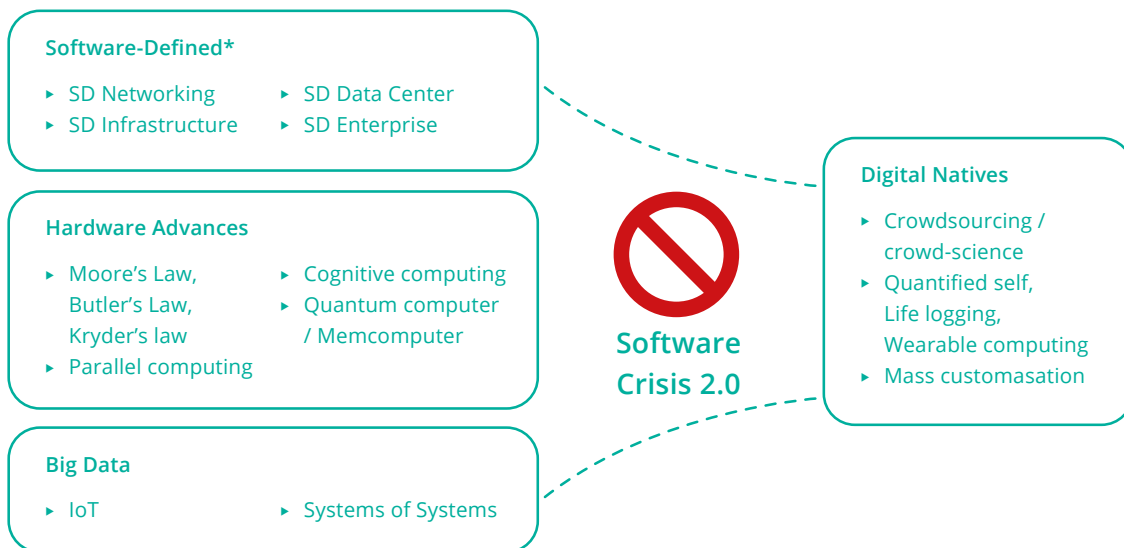 Software-Defined*
▸ SD Networking
▸ SD Infrastructure
▸ SD Data Center
▸ SD Enterprise
Hardware Advances
▸ Moore’s Law,
Butler’s Law,
Kryder’s law
▸ Parallel computing
▸ Cognitive computing
▸ Quantum computer
/ Memcomputer
Big Data
▸ IoT
▸ Systems of Systems
Software
Crisis 2.0
Digital Natives
▸ Crowdsourcing /
crowd-science
▸ Quantified self,
Life logging,
Wearable computing
▸ Mass customasation